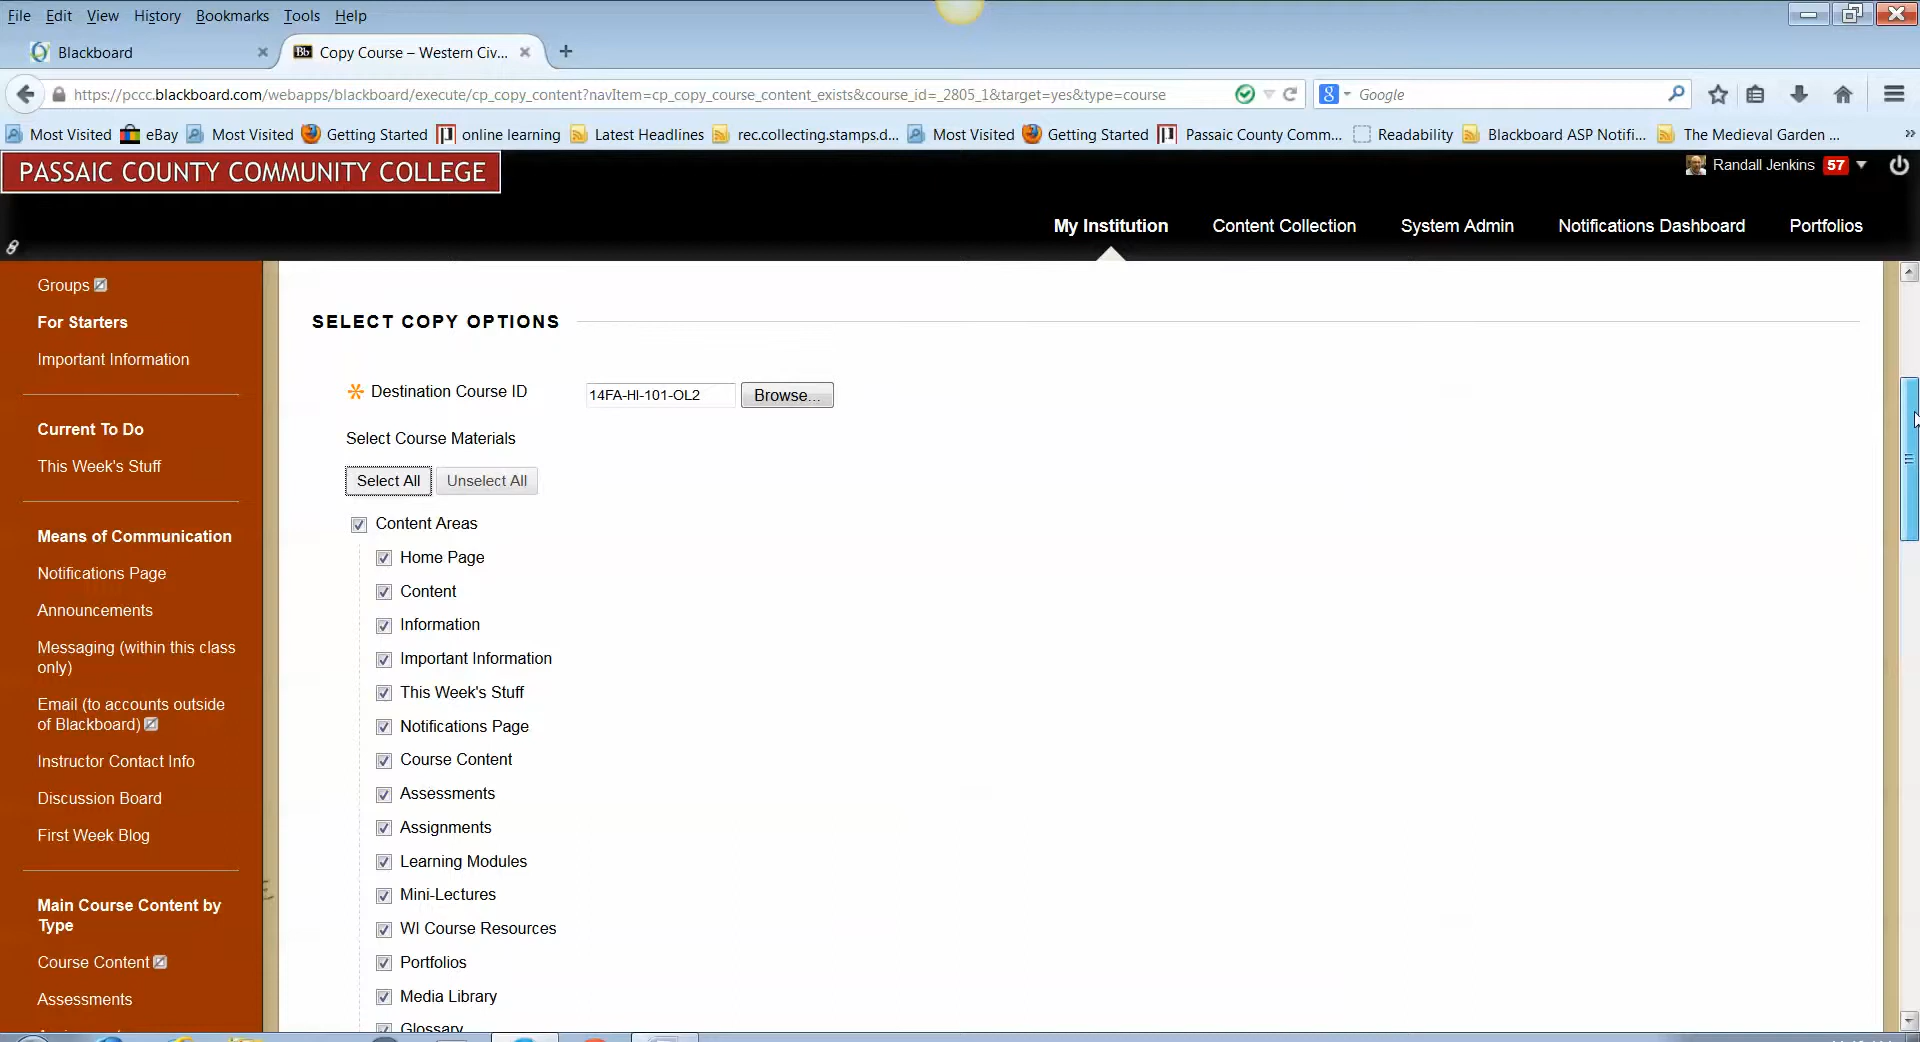 File Edit View History Bookmarks Tools Help
Blackboard
Copy Course – Western Civ...
https://pccc.blackboard.com/webapps/blackboard/execute/cp_copy_content?navItem=cp_copy_course_content_exists&course_id=_2805_1&target=yes&type=course
Google
Most Visited eBay Most Visited Getting Started online learning Latest Headlines rec.collecting.stamps.d... Most Visited Getting Started Passaic County Comm... Readability Blackboard ASP Notifi... The Medieval Garden ...
PASSAIC COUNTY COMMUNITY COLLEGE
Randall Jenkins 57
My Institution Content Collection System Admin Notifications Dashboard Portfolios
Groups
For Starters
Important Information
Current To Do
This Week's Stuff
Means of Communication
Notifications Page
Announcements
Messaging (within this class
only)
Email (to accounts outside
of Blackboard)
Instructor Contact Info
Discussion Board
First Week Blog
Main Course Content by
Type
Course Content
Assessments
SELECT COPY OPTIONS
Destination Course ID 14FA-HI-101-OL2 Browse...
Select Course Materials
Select All Unselect All
Content Areas
Home Page
Content
Information
Important Information
This Week's Stuff
Notifications Page
Course Content
Assessments
Assignments
Learning Modules
Mini-Lectures
WI Course Resources
Portfolios
Media Library
Glossary